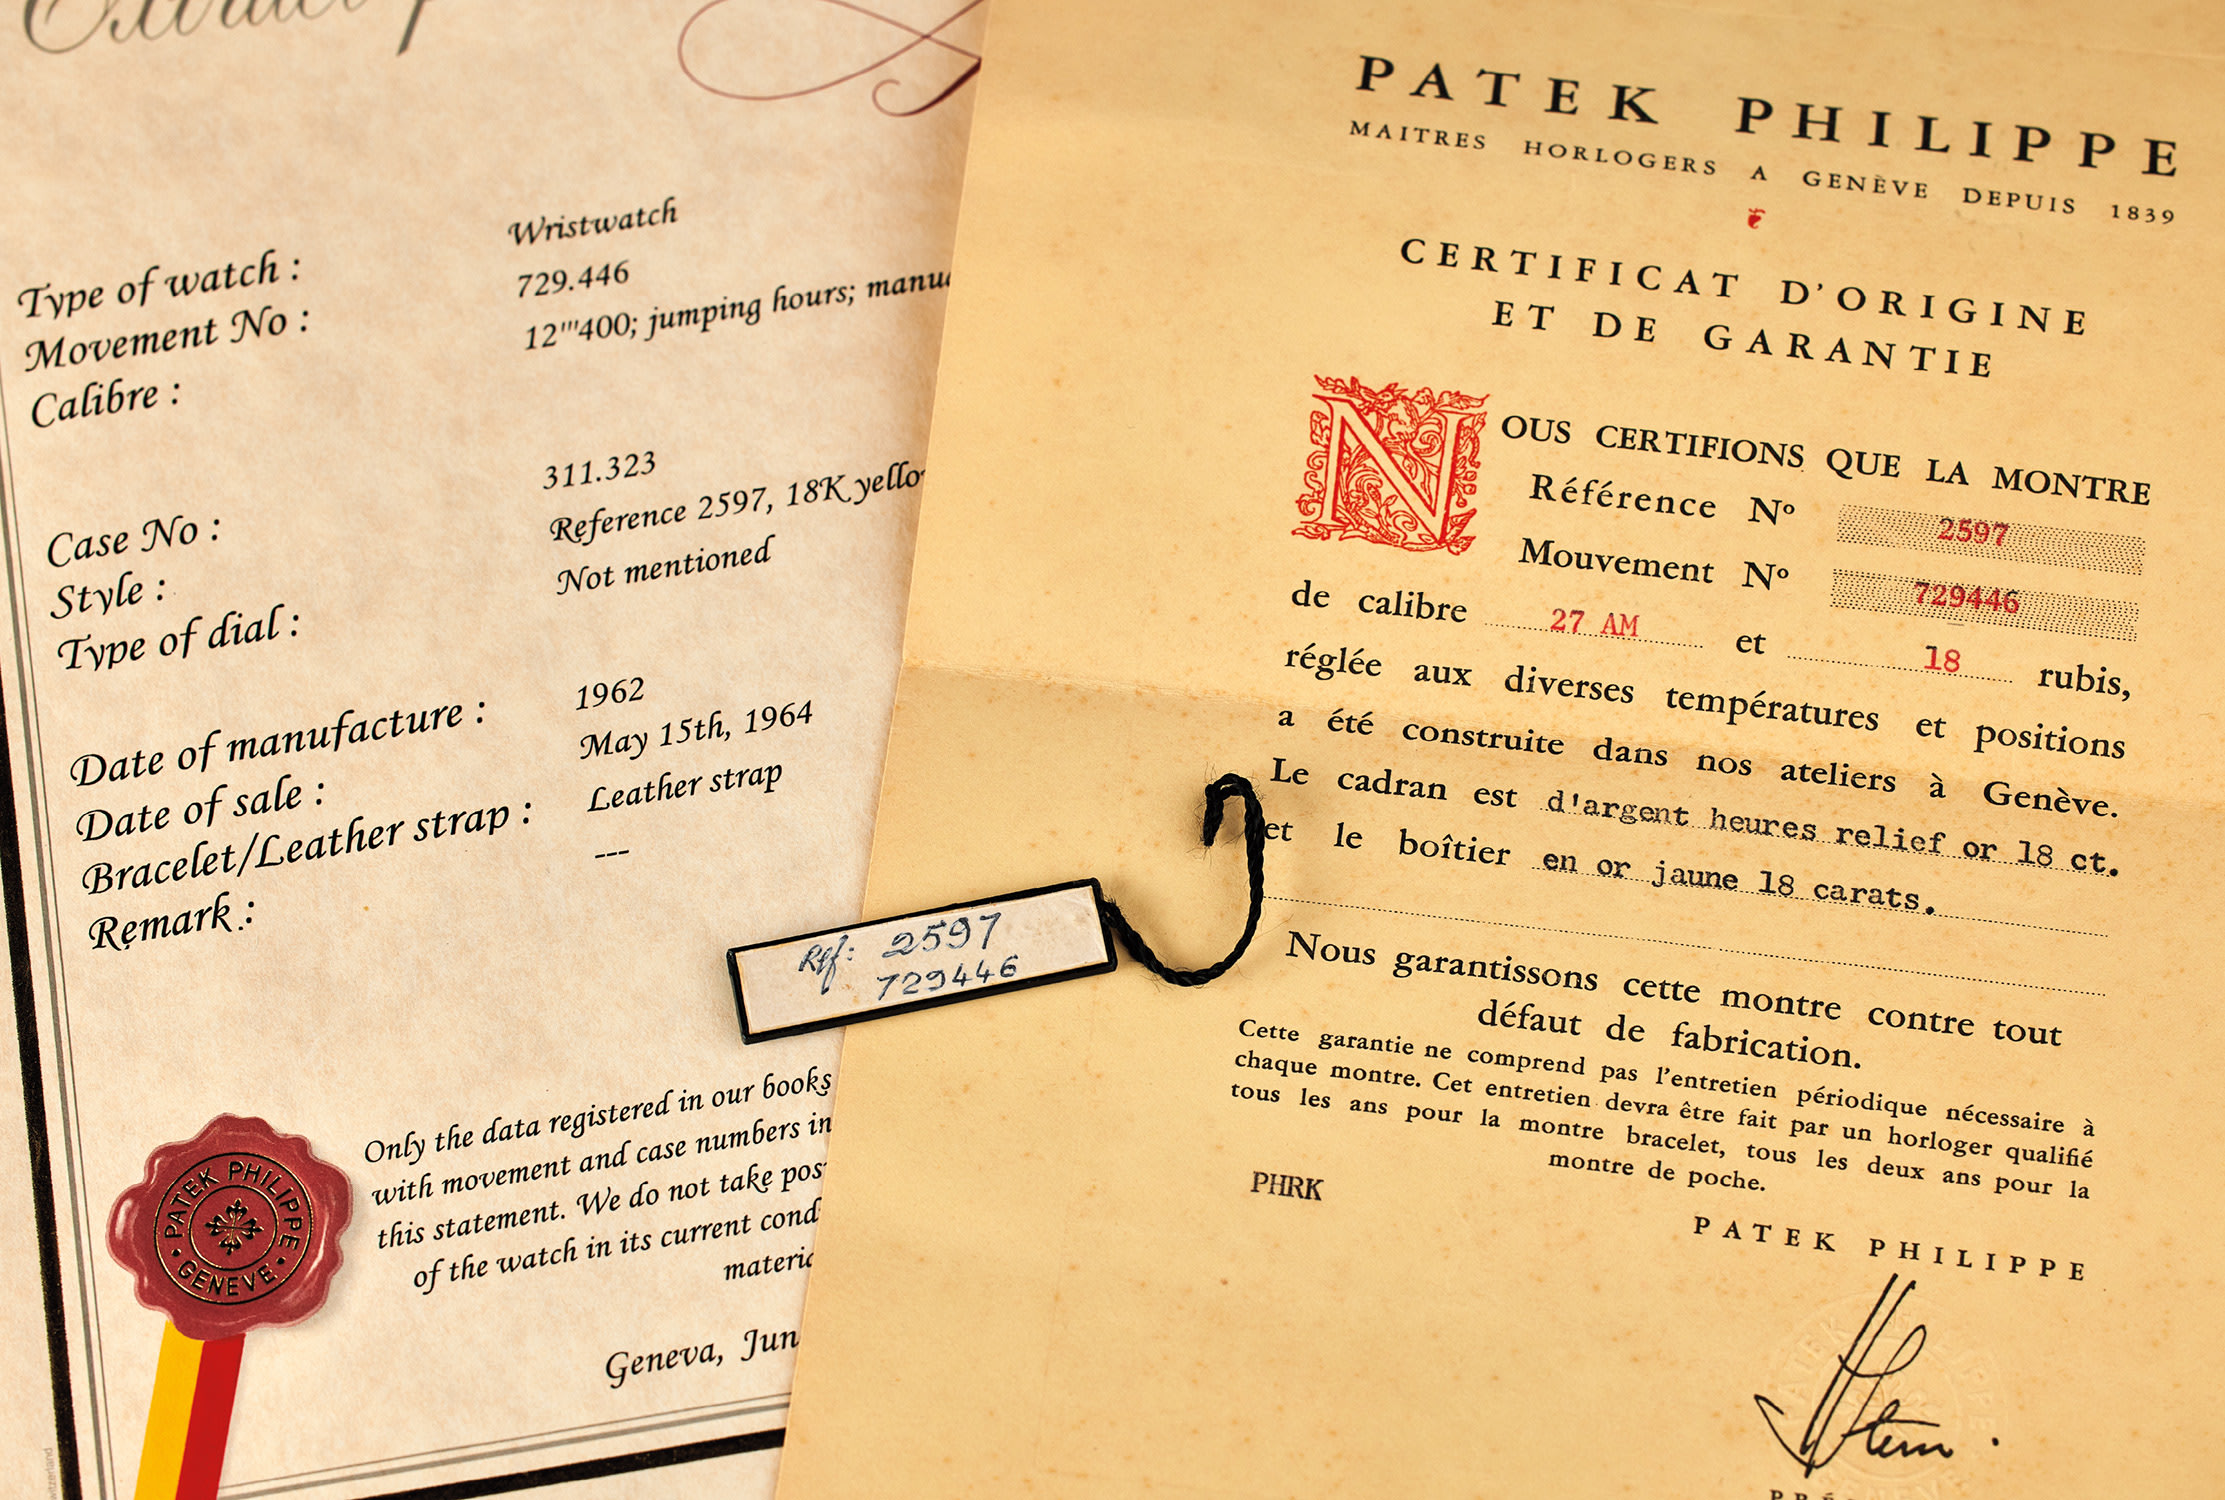 Extract
Type of watch : Wristwatch
Movement No : 729.446
Calibre : 12'''400; jumping hours; manu
Case No : 311.323
Style : Reference 2597, 18K yello
Type of dial : Not mentioned
Date of manufacture : 1962
Date of sale : May 15th, 1964
Bracelet/Leather strap : Leather strap
Remark : ---
Only the data registered in our books
with movement and case numbers in
this statement. We do not take pos
of the watch in its current cond
materia
Geneva, Jun
PATEK PHILIPPE
GENEVE
Ref: 2597
729446
PATEK PHILIPPE
MAITRES HORLOGERS A GENÈVE DEPUIS 1839
CERTIFICAT D'ORIGINE
ET DE GARANTIE
NOUS CERTIFIONS QUE LA MONTRE
Référence Nº 2597
Mouvement Nº 729446
de calibre 27 AM et 18 rubis,
réglée aux diverses températures et positions
a été construite dans nos ateliers à Genève.
Le cadran est d'argent heures relief or 18 ct.
et le boîtier en or jaune 18 carats.
Nous garantissons cette montre contre tout
défaut de fabrication.
Cette garantie ne comprend pas l'entretien périodique nécessaire à
chaque montre. Cet entretien devra être fait par un horloger qualifié
tous les ans pour la montre bracelet, tous les deux ans pour la
montre de poche.
PHRK
PATEK PHILIPPE
Stern